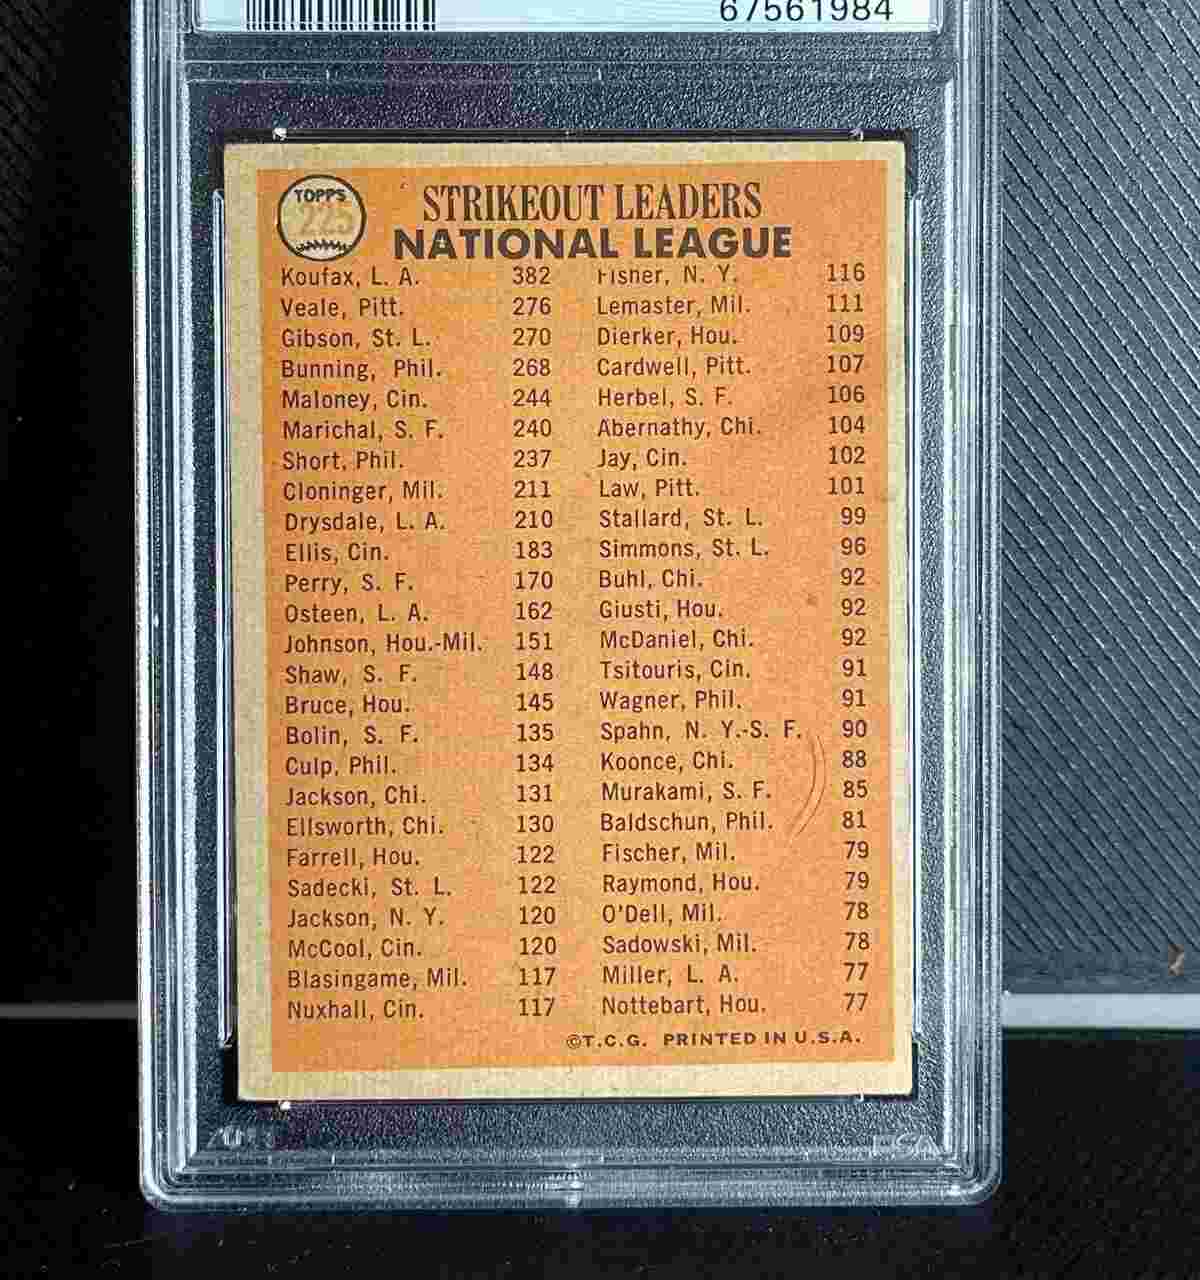 67561984
TOPPS
225
STRIKEOUT LEADERS
NATIONAL LEAGUE
Koufax, L. A. 382
Veale, Pitt. 276
Gibson, St. L. 270
Bunning, Phil. 268
Maloney, Cin. 244
Marichal, S. F. 240
Short, Phil. 237
Cloninger, Mil. 211
Drysdale, L. A. 210
Ellis, Cin. 183
Perry, S. F. 170
Osteen, L. A. 162
Johnson, Hou.-Mil. 151
Shaw, S. F. 148
Bruce, Hou. 145
Bolin, S. F. 135
Culp, Phil. 134
Jackson, Chi. 131
Ellsworth, Chi. 130
Farrell, Hou. 122
Sadecki, St. L. 122
Jackson, N. Y. 120
McCool, Cin. 120
Blasingame, Mil. 117
Nuxhall, Cin. 117
Fisher, N. Y. 116
Lemaster, Mil. 111
Dierker, Hou. 109
Cardwell, Pitt. 107
Herbel, S. F. 106
Abernathy, Chi. 104
Jay, Cin. 102
Law, Pitt. 101
Stallard, St. L. 99
Simmons, St. L. 96
Buhl, Chi. 92
Giusti, Hou. 92
McDaniel, Chi. 92
Tsitouris, Cin. 91
Wagner, Phil. 91
Spahn, N. Y.-S. F. 90
Koonce, Chi. 88
Murakami, S. F. 85
Baldschun, Phil. 81
Fischer, Mil. 79
Raymond, Hou. 79
O'Dell, Mil. 78
Sadowski, Mil. 78
Miller, L. A. 77
Nottebart, Hou. 77
©T.C.G. PRINTED IN U.S.A.
PSA